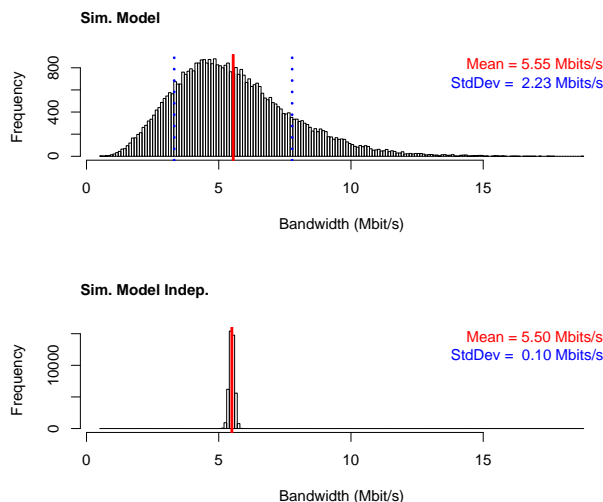 Sim. Model
Mean = 5.55 Mbits/s
StdDev = 2.23 Mbits/s
Frequency
0
400
800
0 5 10 15
Bandwidth (Mbit/s)
Sim. Model Indep.
Mean = 5.50 Mbits/s
StdDev = 0.10 Mbits/s
Frequency
0
10000
0 5 10 15
Bandwidth (Mbit/s)